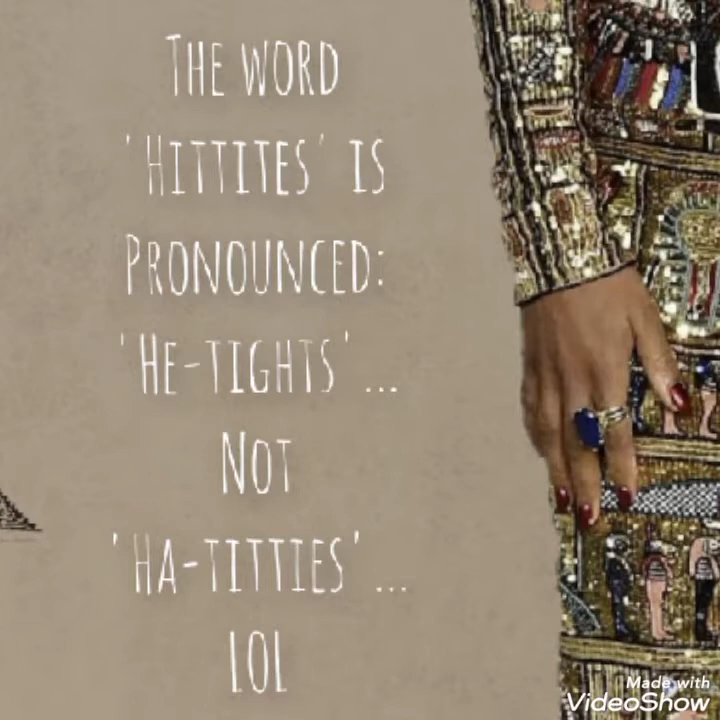 The word
'Hittites' is
Pronounced:
'He-tights'...
Not
'Ha-titties'...
LOL
Made with
VideoShow